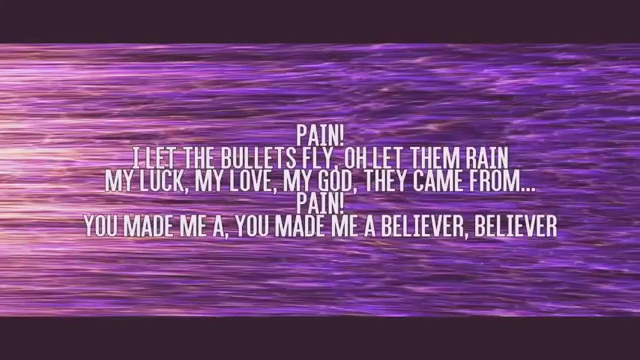 PAIN!
I LET THE BULLETS FLY, OH LET THEM RAIN
MY LUCK, MY LOVE, MY GOD, THEY CAME FROM...
PAIN!
YOU MADE ME A, YOU MADE ME A BELIEVER, BELIEVER